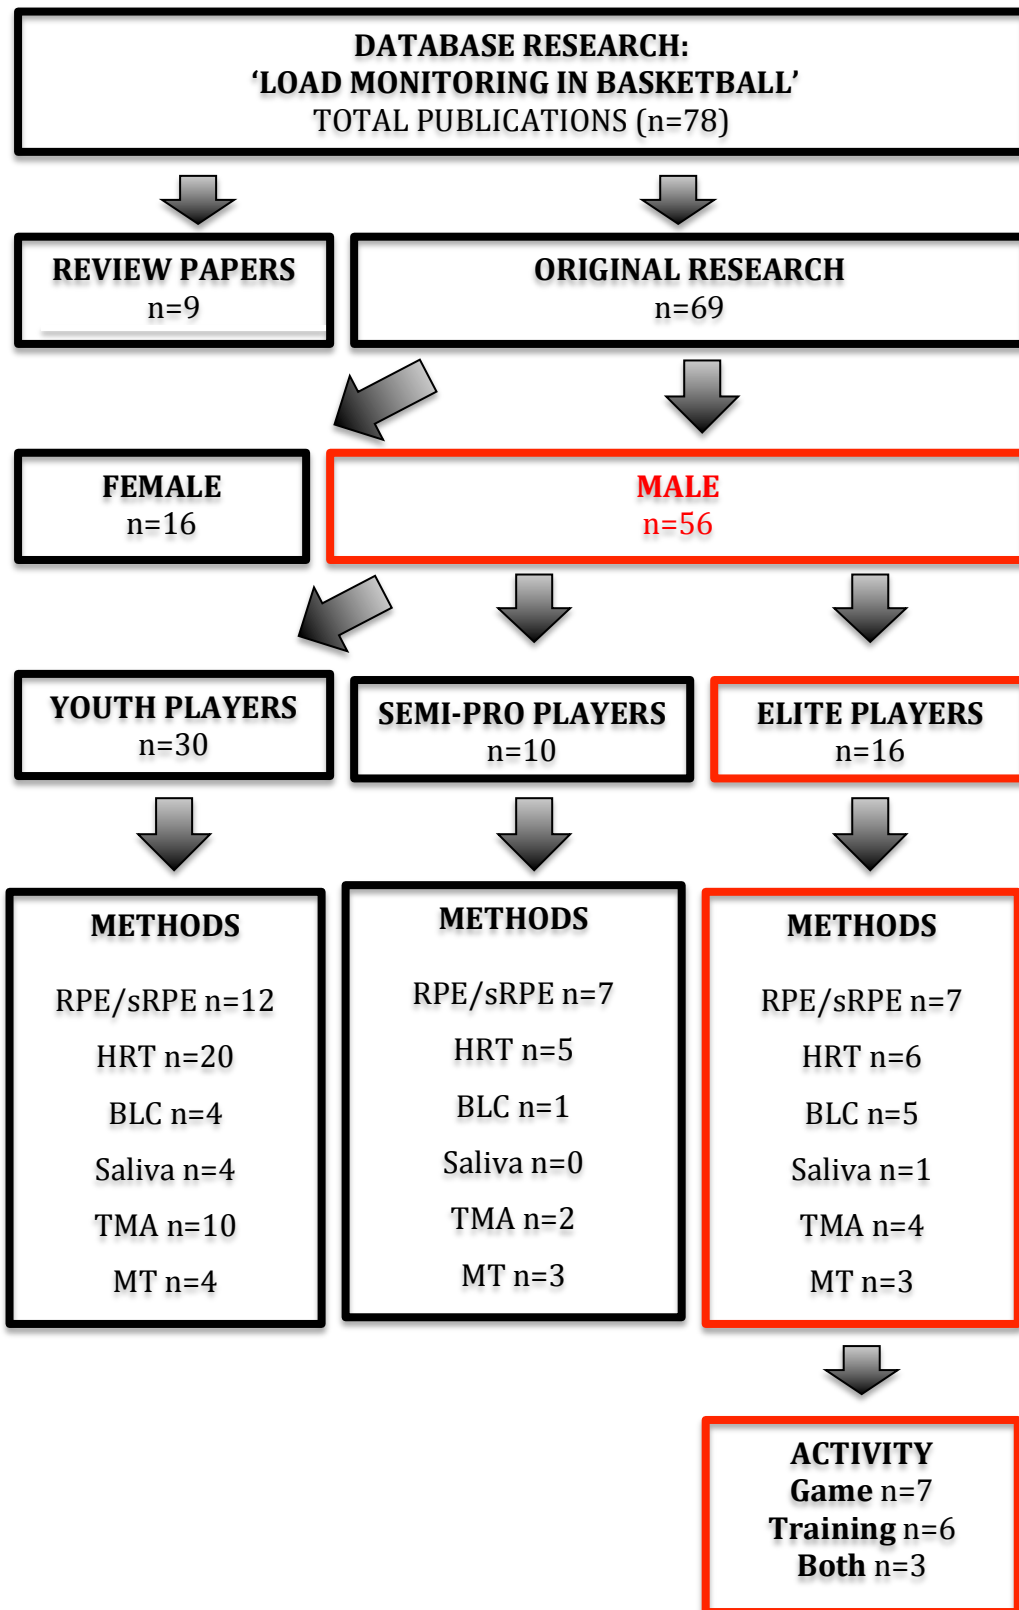 DATABASE RESEARCH:
‘LOAD MONITORING IN BASKETBALL’
TOTAL PUBLICATIONS (n=78)
REVIEW PAPERS
n=9
ORIGINAL RESEARCH
n=69
FEMALE
n=16
MALE
n=56
YOUTH PLAYERS
n=30
SEMI-PRO PLAYERS
n=10
ELITE PLAYERS
n=16
METHODS
RPE/sRPE n=12
HRT n=20
BLC n=4
Saliva n=4
TMA n=10
MT n=4
METHODS
RPE/sRPE n=7
HRT n=5
BLC n=1
Saliva n=0
TMA n=2
MT n=3
METHODS
RPE/sRPE n=7
HRT n=6
BLC n=5
Saliva n=1
TMA n=4
MT n=3
ACTIVITY
Game n=7
Training n=6
Both n=3